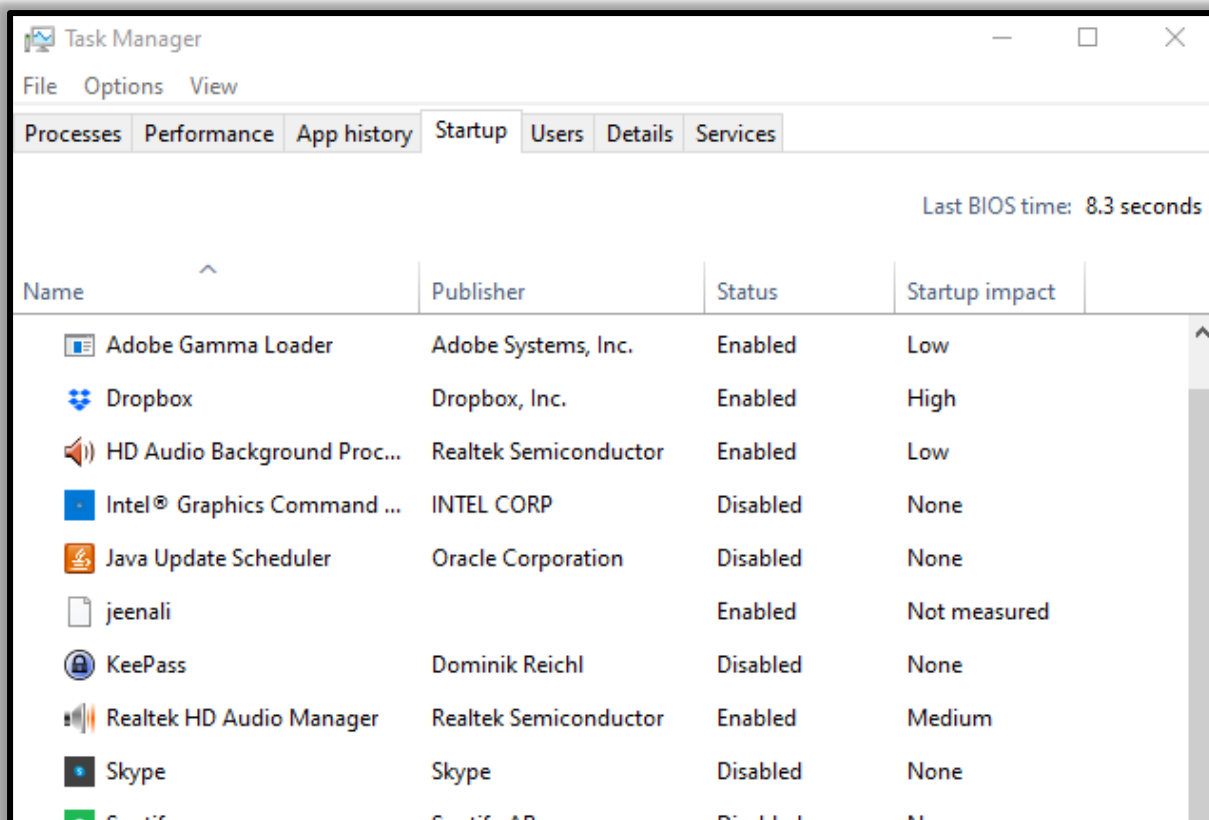 Task Manager
File Options View
Processes Performance App history Startup Users Details Services
Last BIOS time: 8.3 seconds
Name Publisher Status Startup impact
Adobe Gamma Loader Adobe Systems, Inc. Enabled Low
Dropbox Dropbox, Inc. Enabled High
HD Audio Background Proc... Realtek Semiconductor Enabled Low
Intel® Graphics Command ... INTEL CORP Disabled None
Java Update Scheduler Oracle Corporation Disabled None
jeenali Enabled Not measured
KeePass Dominik Reichl Disabled None
Realtek HD Audio Manager Realtek Semiconductor Enabled Medium
Skype Skype Disabled None